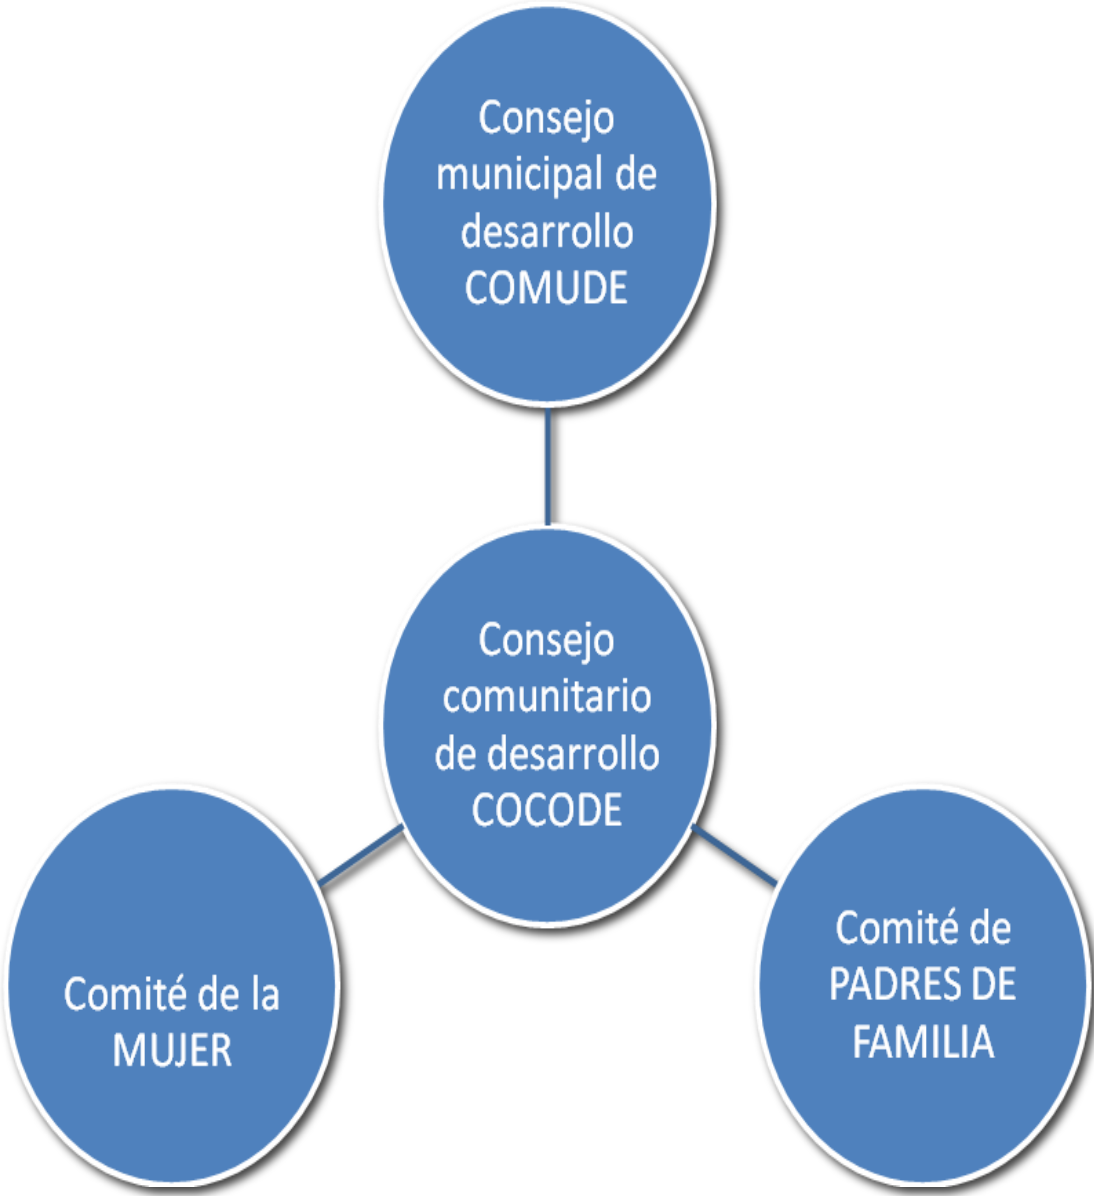 Consejo
municipal de
desarrollo
COMUDE
Consejo
comunitario
de desarrollo
COCODE
Comité de la
MUJER
Comité de
PADRES DE
FAMILIA